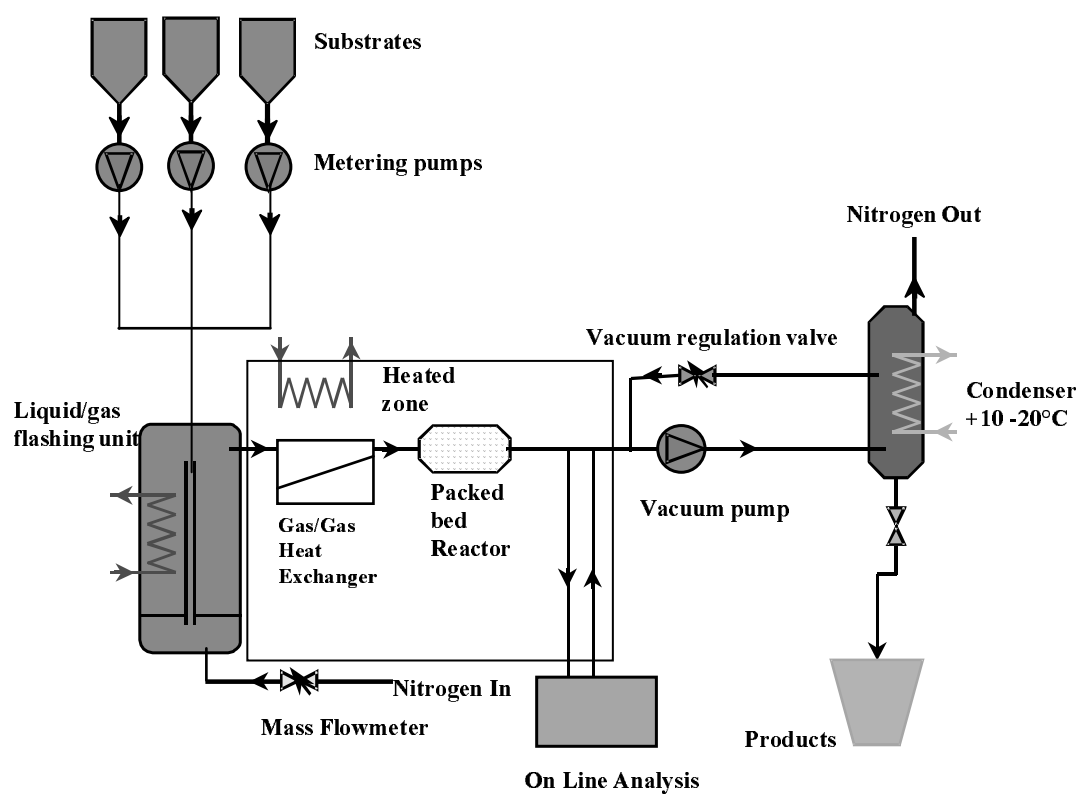 Substrates
Metering pumps
Nitrogen Out
Vacuum regulation valve
Heated
zone
Condenser
+10 -20°C
Liquid/gas
flashing unit
Packed
bed
Reactor
Vacuum pump
Gas/Gas
Heat
Exchanger
Nitrogen In
Mass Flowmeter
Products
On Line Analysis